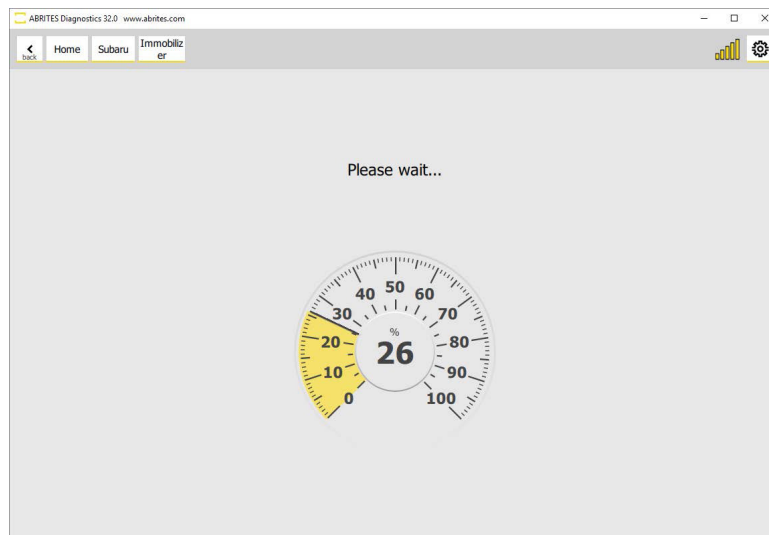 ABRITES Diagnostics 32.0 www.abrites.com
back
Home
Subaru
Immobiliz
er
Please wait...
50
40
60
30
70
%
20
26
80
10
90
0
100